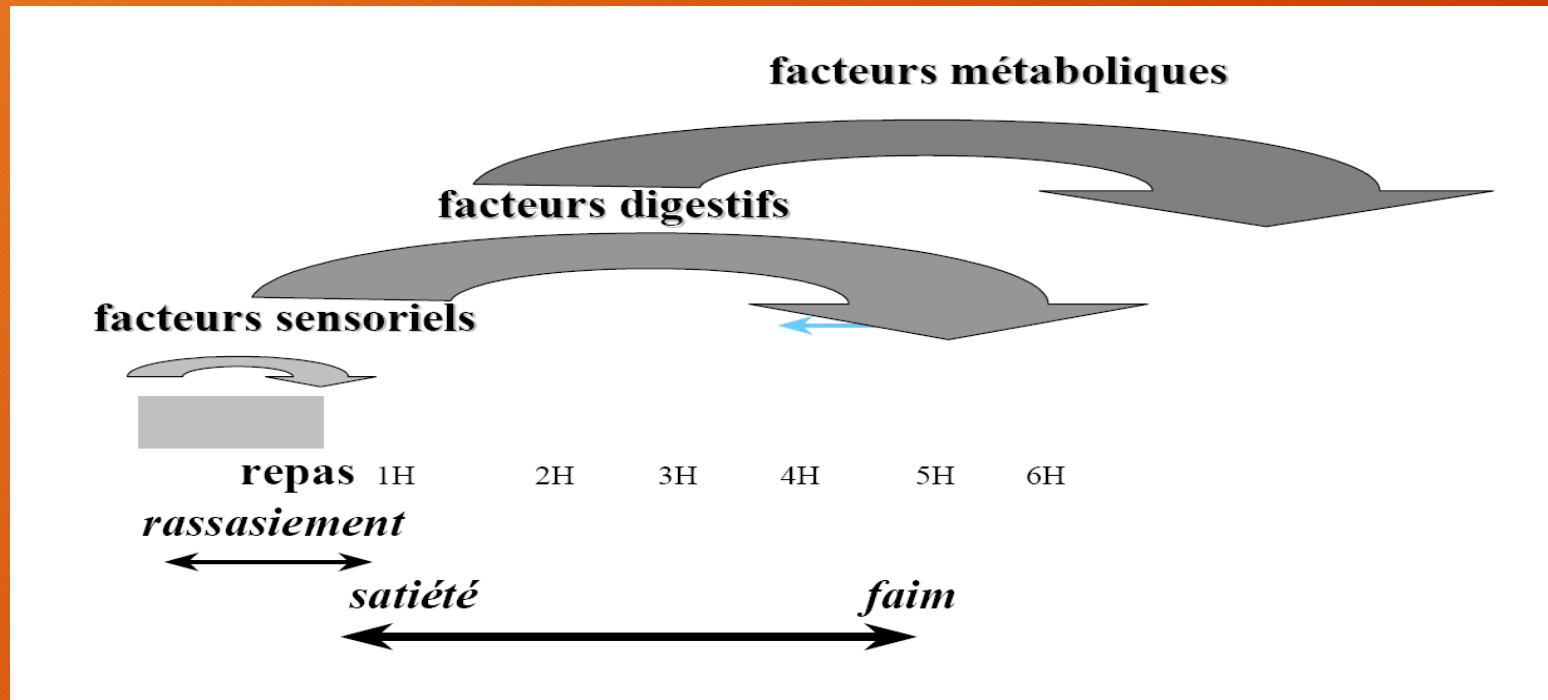 facteurs métaboliques
facteurs digestifs
facteurs sensoriels
repas 1H 2H 3H 4H 5H 6H
rassasiement
satiété faim